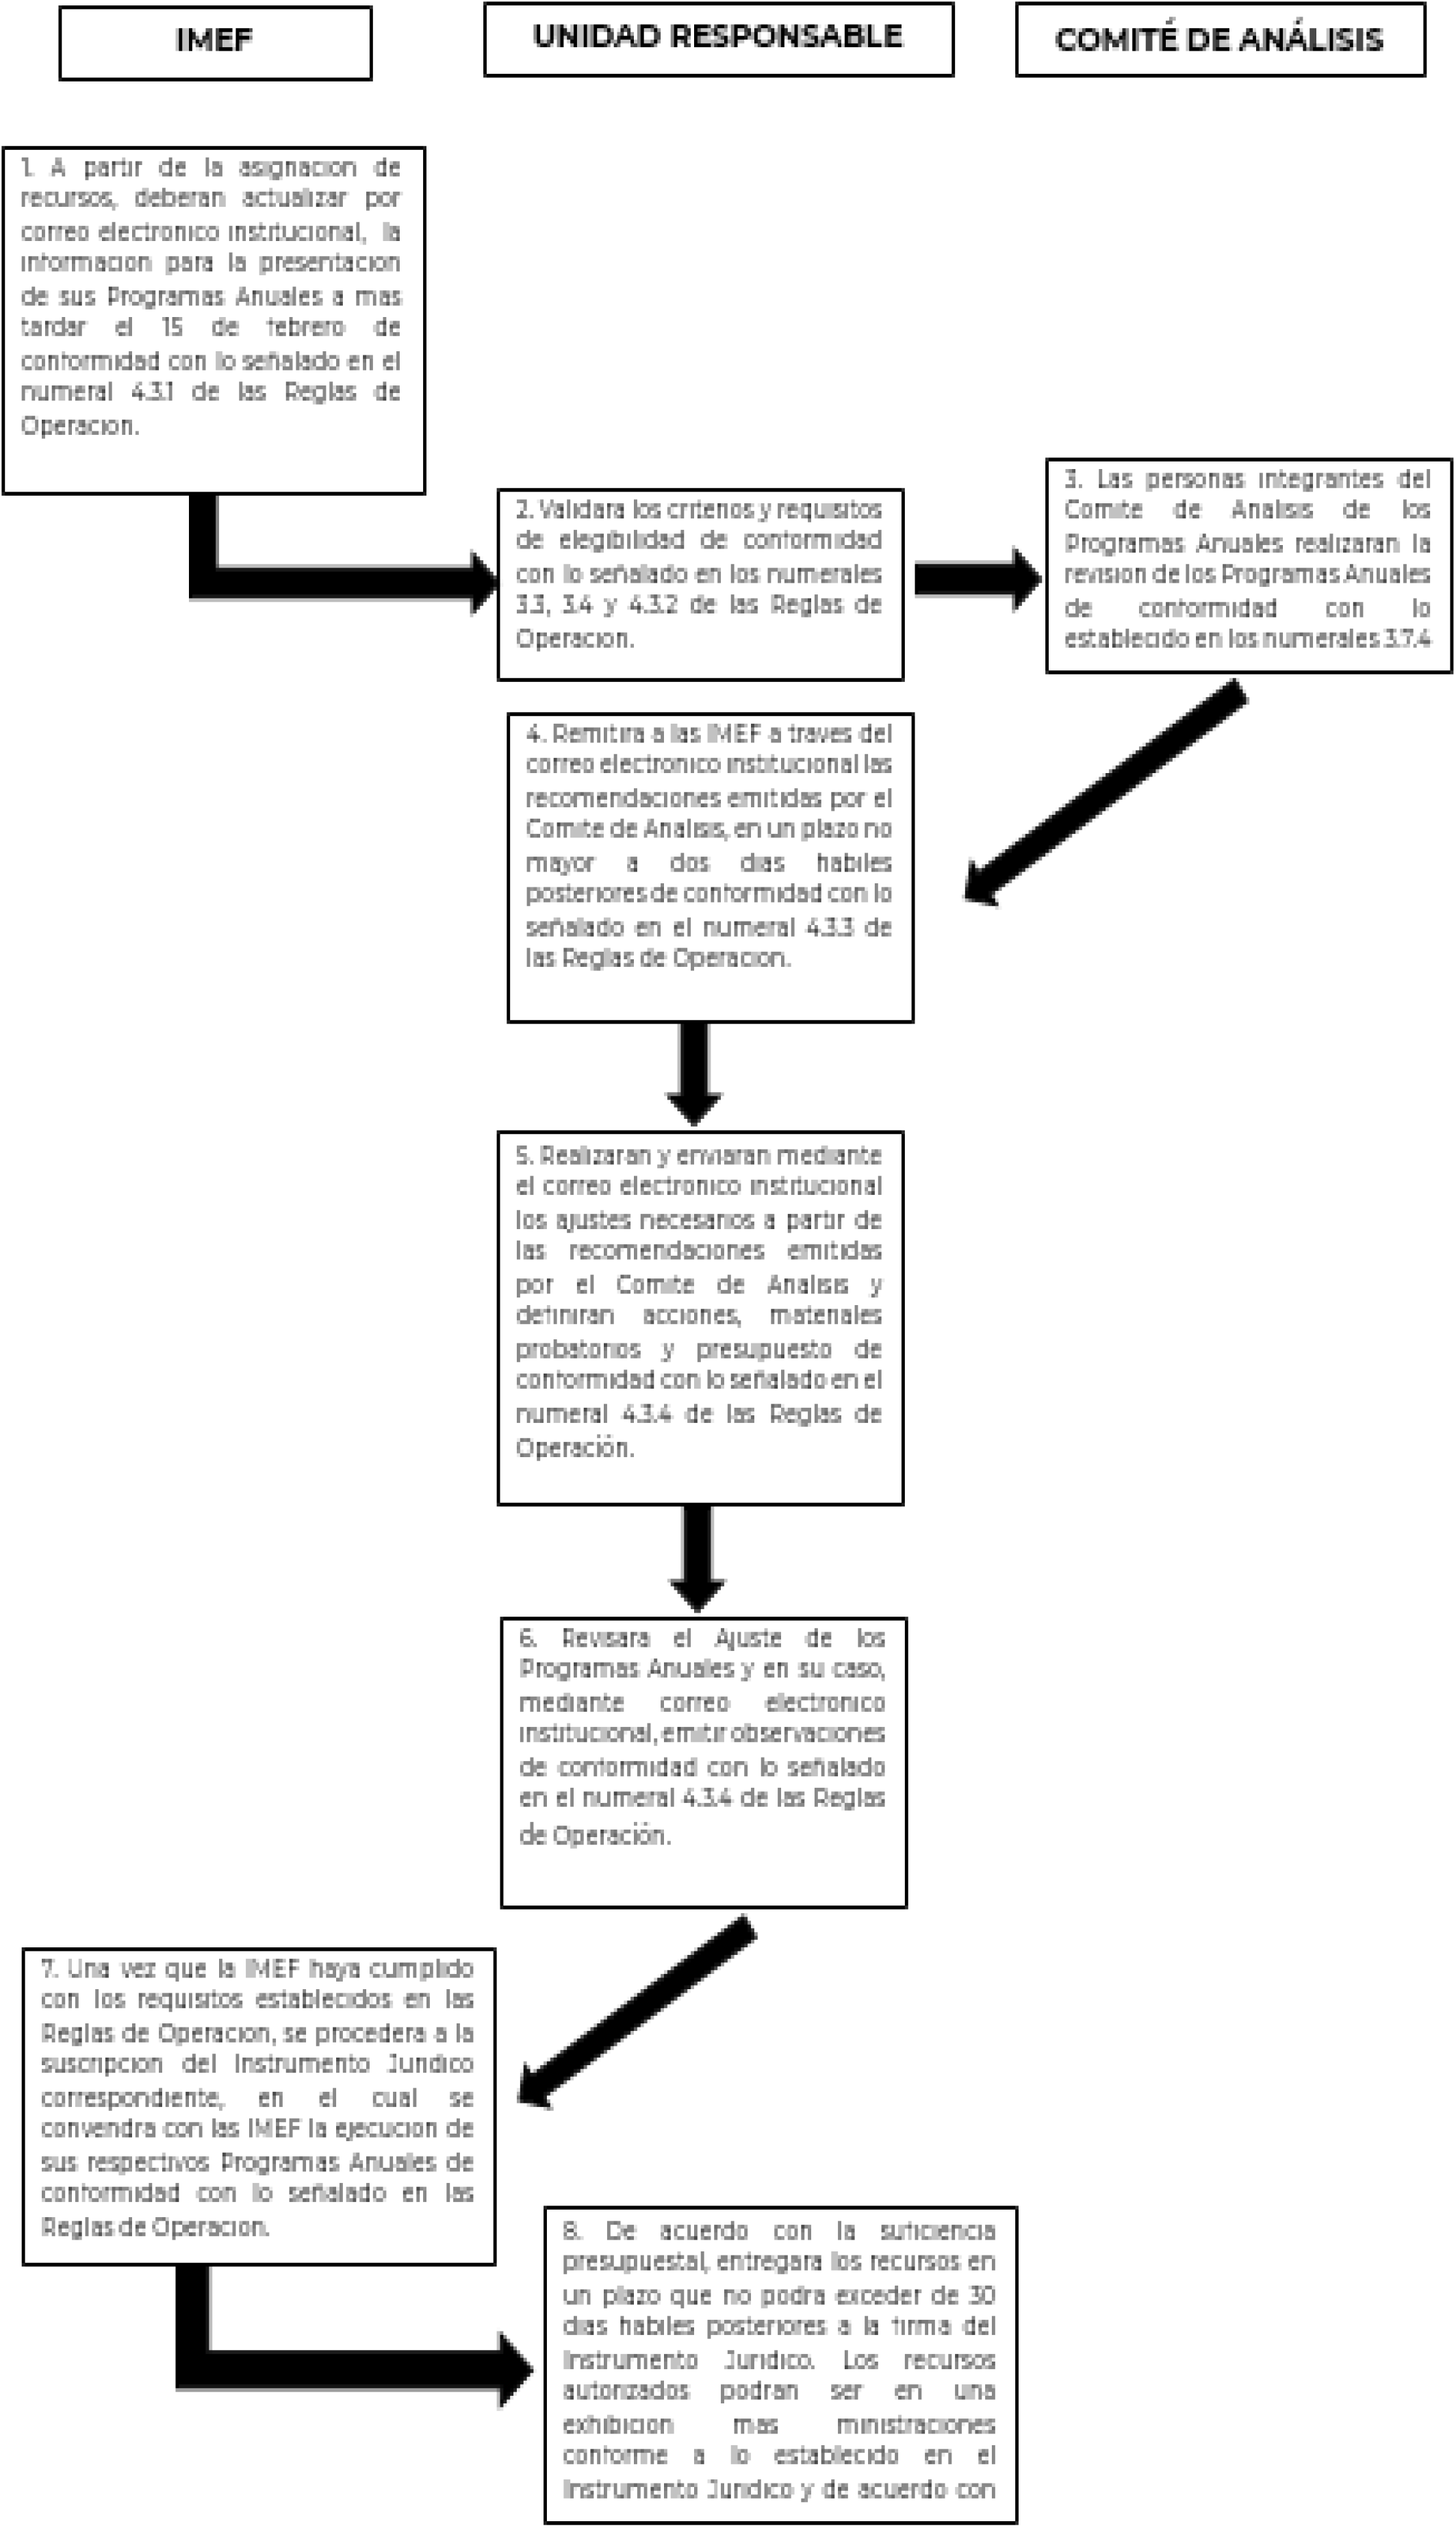 IMEF
UNIDAD RESPONSABLE
COMITÉ DE ANÁLISIS
1. A partir de la asignacion de
recursos, deberan actualizar por
correo electronico institucional, la
informacion para la presentacion
de sus Programas Anuales a mas
tardar el 15 de febrero de
conformidad con lo señalado en el
numeral 4.3.1 de las Reglas de
Operacion.
2. Validara los criterios y requisitos
de elegibilidad de conformidad
con lo señalado en los numerales
3.3, 3.4 y 4.3.2 de las Reglas de
Operacion.
3. Las personas integrantes del
Comite de Analisis de los
Programas Anuales realizaran la
revision de los Programas Anuales
de conformidad con lo
establecido en los numerales 3.7.4
4. Remitira a las IMEF a traves del
correo electronico institucional las
recomendaciones emitidas por el
Comite de Analisis, en un plazo no
mayor a dos dias habiles
posteriores de conformidad con lo
señalado en el numeral 4.3.3 de
las Reglas de Operacion.
5. Realizaran y enviaran mediante
el correo electronico institucional
los ajustes necesarios a partir de
las recomendaciones emitidas
por el Comite de Analisis y
definiran acciones, materiales
probatorios y presupuesto de
conformidad con lo señalado en el
numeral 4.3.4 de las Reglas de
Operación.
6. Revisara el Ajuste de los
Programas Anuales y en su caso,
mediante correo electronico
institucional, emitir observaciones
de conformidad con lo señalado
en el numeral 4.3.4 de las Reglas
de Operación.
7. Una vez que la IMEF haya cumplido
con los requisitos establecidos en las
Reglas de Operacion, se procedera a la
suscripcion del Instrumento Juridico
correspondiente, en el cual se
convendra con las IMEF la ejecucion de
sus respectivos Programas Anuales de
conformidad con lo señalado en las
Reglas de Operacion.
8. De acuerdo con la suficiencia
presupuestal, entregara los recursos en
un plazo que no podra exceder de 30
dias habiles posteriores a la firma del
Instrumento Juridico. Los recursos
autorizados podran ser en una
exhibicion mas ministraciones
conforme a lo establecido en el
Instrumento Juridico y de acuerdo con